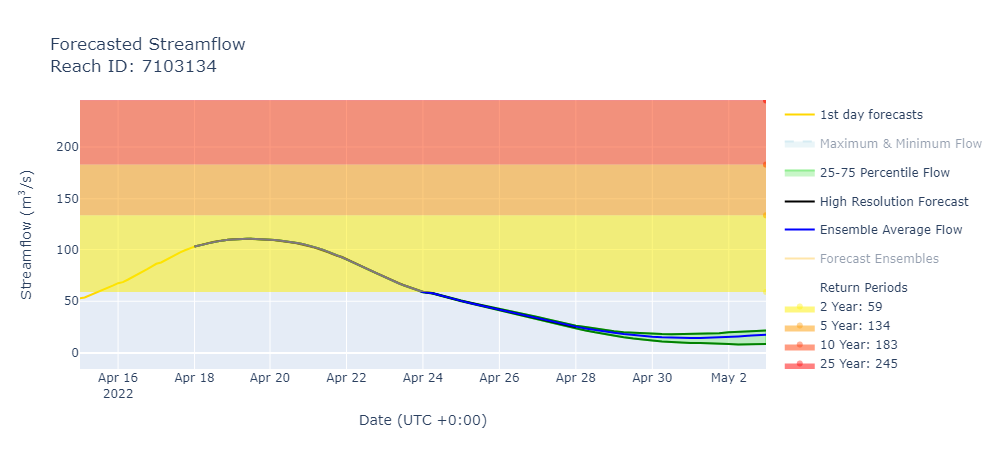 Forecasted Streamflow
Reach ID: 7103134
Streamflow (m³/s)
200
150
100
50
0
Apr 16
2022
Apr 18
Apr 20
Apr 22
Apr 24
Apr 26
Apr 28
Apr 30
May 2
Date (UTC +0:00)
1st day forecasts
Maximum & Minimum Flow
25-75 Percentile Flow
High Resolution Forecast
Ensemble Average Flow
Forecast Ensembles
Return Periods
2 Year: 59
5 Year: 134
10 Year: 183
25 Year: 245